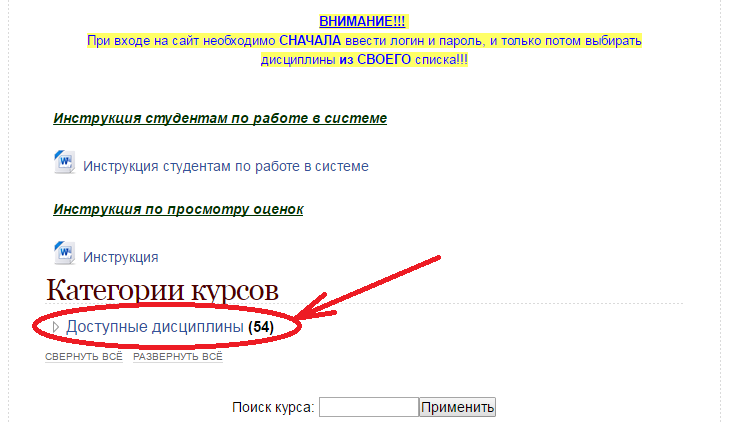 ВНИМАНИЕ!!!
При входе на сайт необходимо СНАЧАЛА ввести логин и пароль, и только потом выбирать
дисциплины из СВОЕГО списка!!!
Инструкция студентам по работе в системе
Инструкция студентам по работе в системе
Инструкция по просмотру оценок
Инструкция
Категории курсов
Доступные дисциплины (54)
СВЕРНУТЬ ВСЁ РАЗВЕРНУТЬ ВСЁ
Поиск курса: Применить